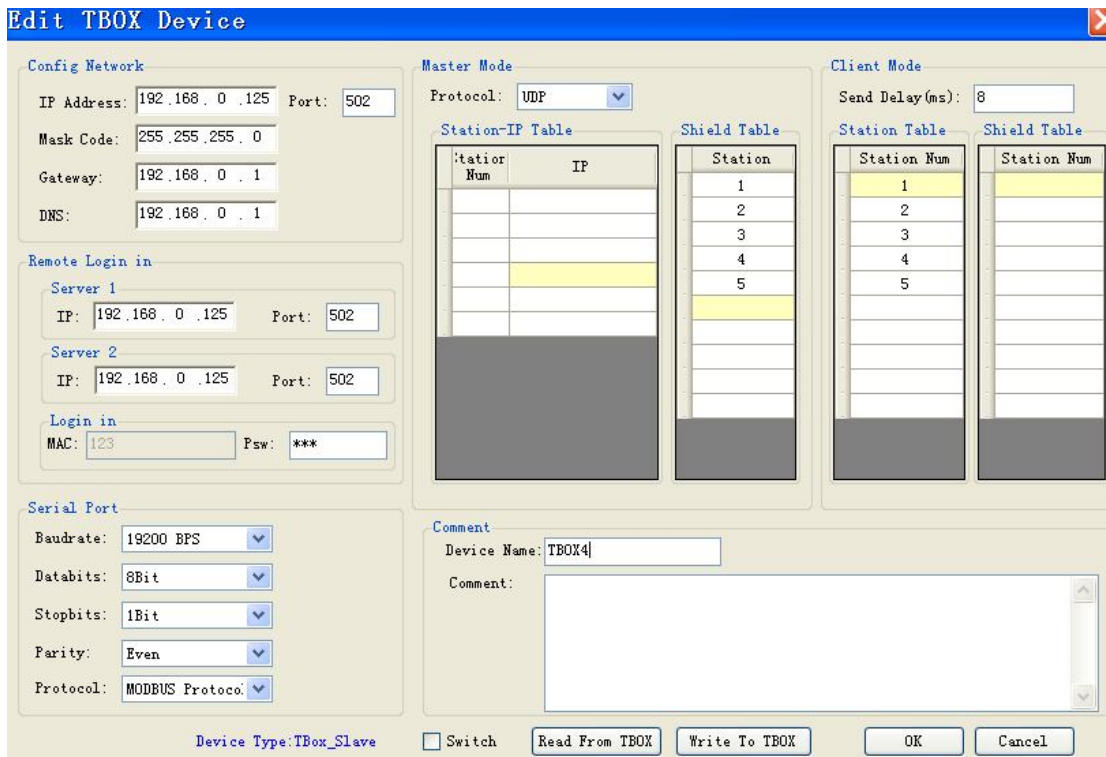 Edit TBOX Device
Config Network
IP Address: 192 .168 . 0 .125 Port: 502
Mask Code: 255 .255 .255 . 0
Gateway: 192 .168 . 0 . 1
DNS: 192 .168 . 0 . 1
Remote Login in
Server 1
IP: 192 .168 . 0 .125 Port: 502
Server 2
IP: 192 .168 . 0 .125 Port: 502
Login in
MAC: 123 Psw: ***
Serial Port
Baudrate: 19200 BPS
Databits: 8Bit
Stopbits: 1Bit
Parity: Even
Protocol: MODBUS Protoco
Device Type:TBox_Slave
Master Mode
Protocol: UDP
Station-IP Table
Num IP
Shield Table
Station
1
2
3
4
5
Client Mode
Send Delay(ms): 8
Station Table
Station Num
1
2
3
4
5
Shield Table
Station Num
Comment
Device Name: TBOX4
Comment:
Switch Read From TBOX Write To TBOX OK Cancel